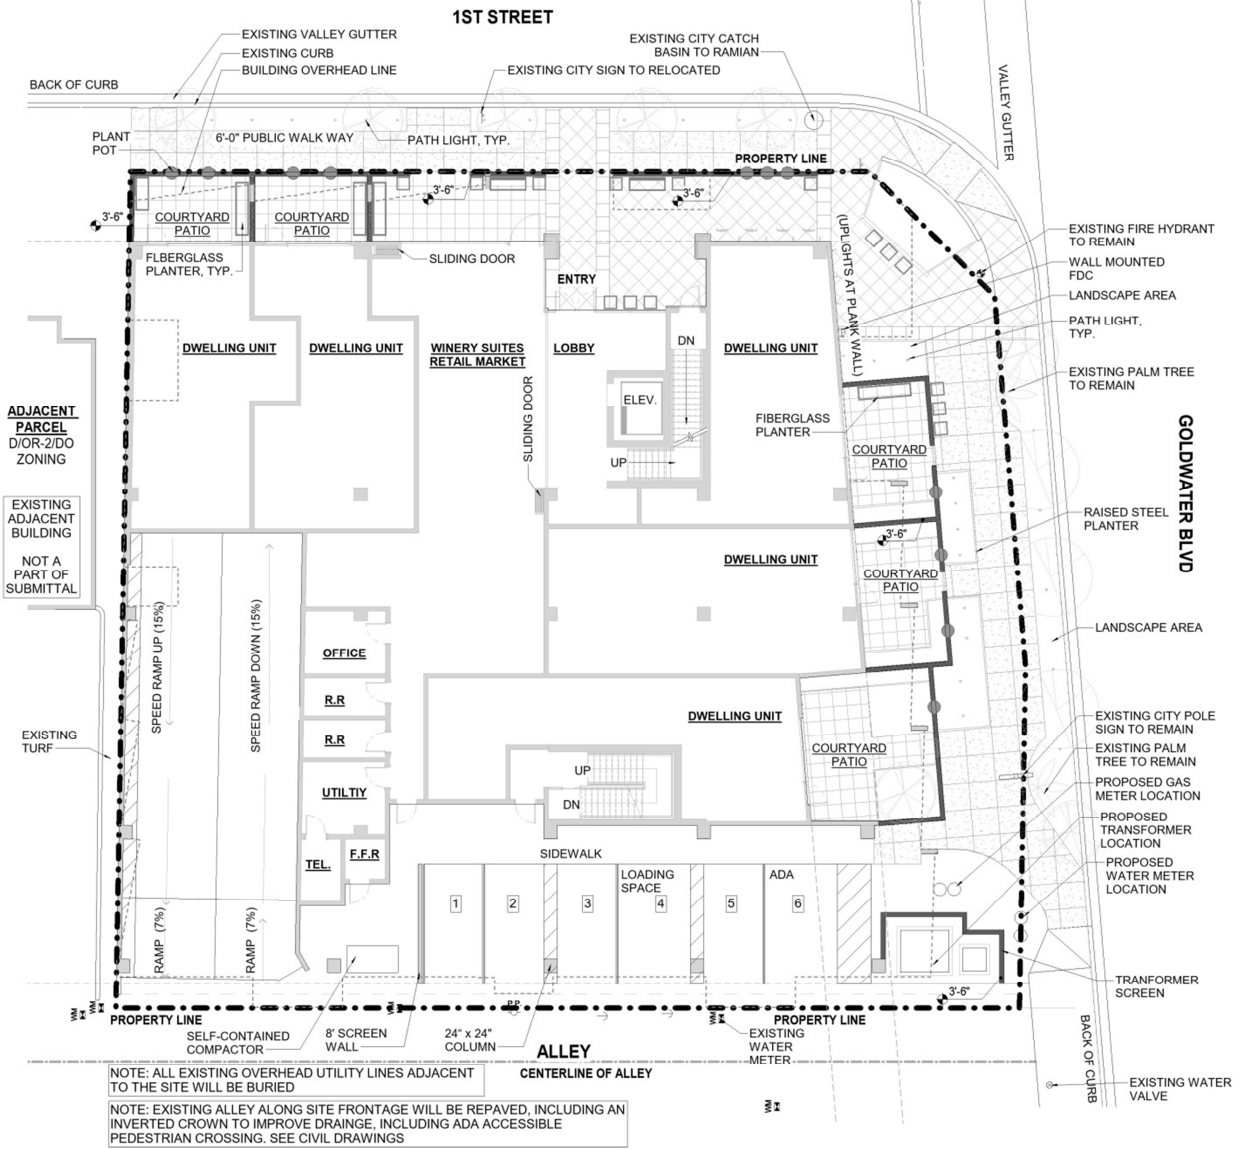 1ST STREET
EXISTING VALLEY GUTTER
EXISTING CURB
BUILDING OVERHEAD LINE
EXISTING CITY CATCH
BASIN TO RAMIAN
EXISTING CITY SIGN TO RELOCATED
BACK OF CURB
VALLEY GUTTER
PLANT
POT
6'-0" PUBLIC WALK WAY
PATH LIGHT, TYP.
PROPERTY LINE
3'-6"
3'-6"
3'-6"
COURTYARD
PATIO
COURTYARD
PATIO
FLBERGLASS
PLANTER, TYP.
SLIDING DOOR
ENTRY
(UPLIGHTS AT PLANK WALL)
EXISTING FIRE HYDRANT
TO REMAIN
WALL MOUNTED
FDC
LANDSCAPE AREA
PATH LIGHT,
TYP.
EXISTING PALM TREE
TO REMAIN
DWELLING UNIT
DWELLING UNIT
WINERY SUITES
RETAIL MARKET
LOBBY
DN
DWELLING UNIT
ELEV.
SLIDING DOOR
UP
FIBERGLASS
PLANTER
COURTYARD
PATIO
GOLDWATER BLVD
ADJACENT
PARCEL
D/OR-2/DO
ZONING
EXISTING
ADJACENT
BUILDING
NOT A
PART OF
SUBMITTAL
RAISED STEEL
PLANTER
3'-6"
DWELLING UNIT
COURTYARD
PATIO
SPEED RAMP UP (15%)
SPEED RAMP DOWN (15%)
LANDSCAPE AREA
OFFICE
R.R
R.R
DWELLING UNIT
COURTYARD
PATIO
EXISTING
TURF
EXISTING CITY POLE
SIGN TO REMAIN
EXISTING PALM
TREE TO REMAIN
PROPOSED GAS
METER LOCATION
PROPOSED
TRANSFORMER
LOCATION
PROPOSED
WATER METER
LOCATION
UP
DN
UTILTIY
TEL.
F.F.R
SIDEWALK
LOADING
SPACE
ADA
1
2
3
4
5
6
RAMP (7%)
RAMP (7%)
TRANFORMER
SCREEN
3'-6"
WM
WM
WM
P.P
WM
PROPERTY LINE
PROPERTY LINE
SELF-CONTAINED
COMPACTOR
8' SCREEN
WALL
24" x 24"
COLUMN
EXISTING
WATER
METER
BACK OF CURB
ALLEY
CENTERLINE OF ALLEY
EXISTING WATER
VALVE
WM
NOTE: ALL EXISTING OVERHEAD UTILITY LINES ADJACENT
TO THE SITE WILL BE BURIED
NOTE: EXISTING ALLEY ALONG SITE FRONTAGE WILL BE REPAVED, INCLUDING AN
INVERTED CROWN TO IMPROVE DRAINGE, INCLUDING ADA ACCESSIBLE
PEDESTRIAN CROSSING. SEE CIVIL DRAWINGS